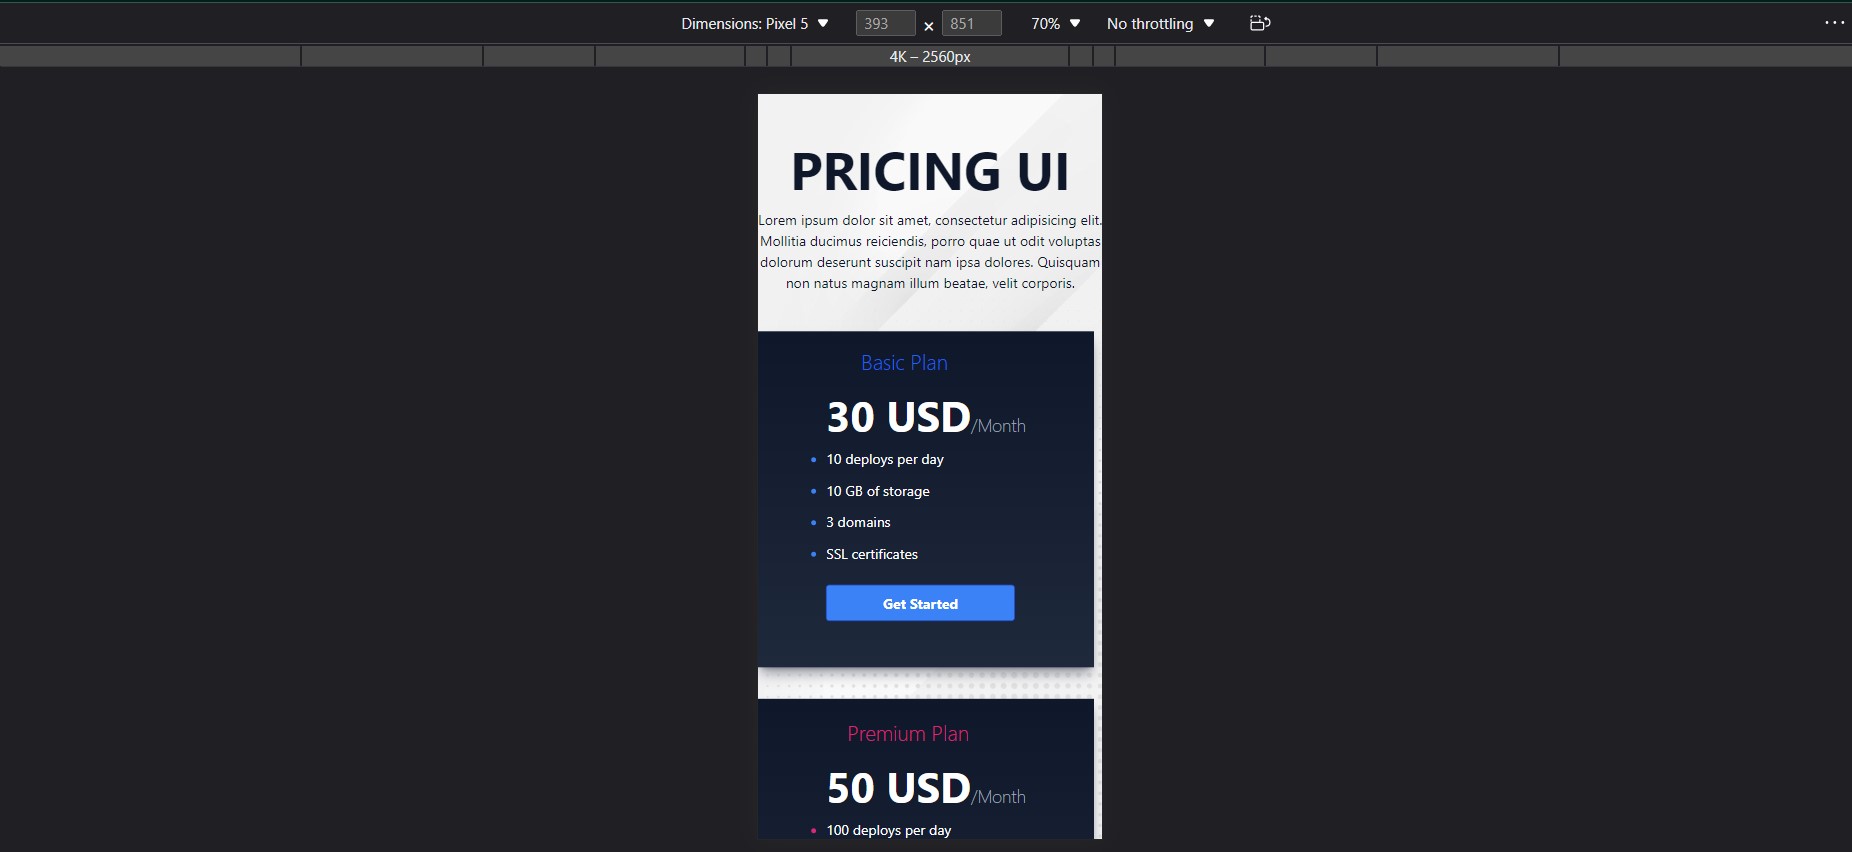 Dimensions: Pixel 5 393 × 851 70% No throttling
4K – 2560px
PRICING UI
Lorem ipsum dolor sit amet, consectetur adipisicing elit.
Mollitia ducimus reiciendis, porro quae ut odit voluptas
dolorum deserunt suscipit nam ipsa dolores. Quisquam
non natus magnam illum beatae, velit corporis.
Basic Plan
30 USD/Month
10 deploys per day
10 GB of storage
3 domains
SSL certificates
Get Started
Premium Plan
50 USD/Month
100 deploys per day